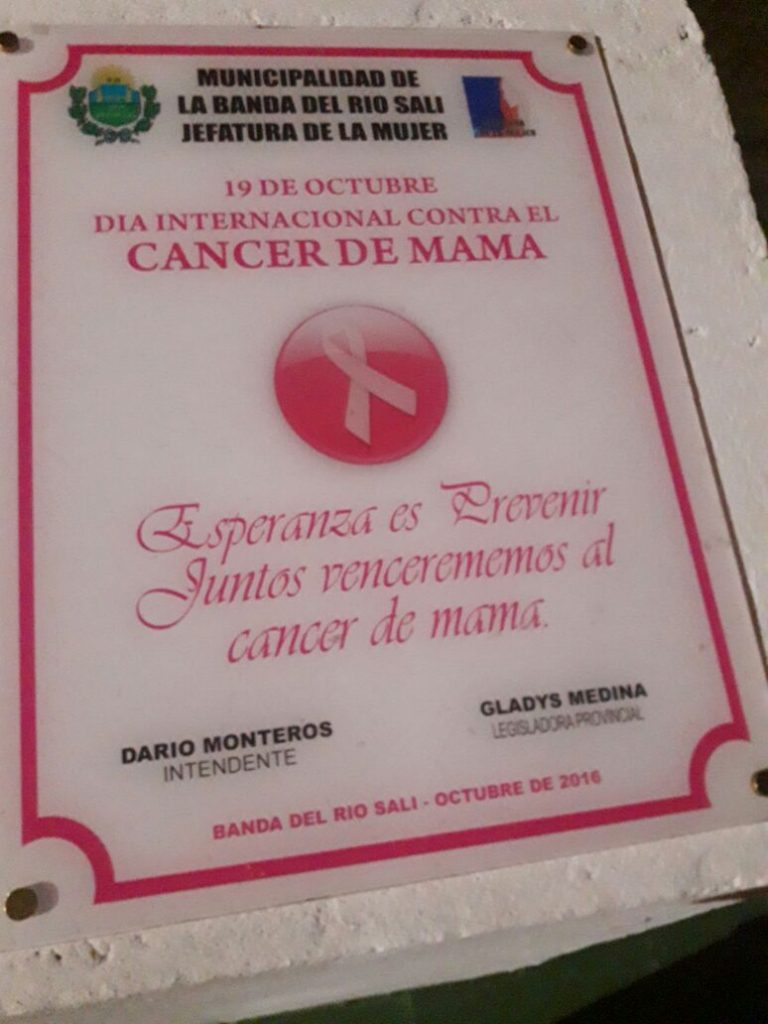 MUNICIPALIDAD DE
LA BANDA DEL RIO SALI
JEFATURA DE LA MUJER
19 DE OCTUBRE
DIA INTERNACIONAL CONTRA EL
CANCER DE MAMA
Esperanza es Prevenir
Juntos vencerememos al
cancer de mama.
DARIO MONTEROS
INTENDENTE
GLADYS MEDINA
LEGISLADORA PROVINCIAL
BANDA DEL RIO SALI - OCTUBRE DE 2016